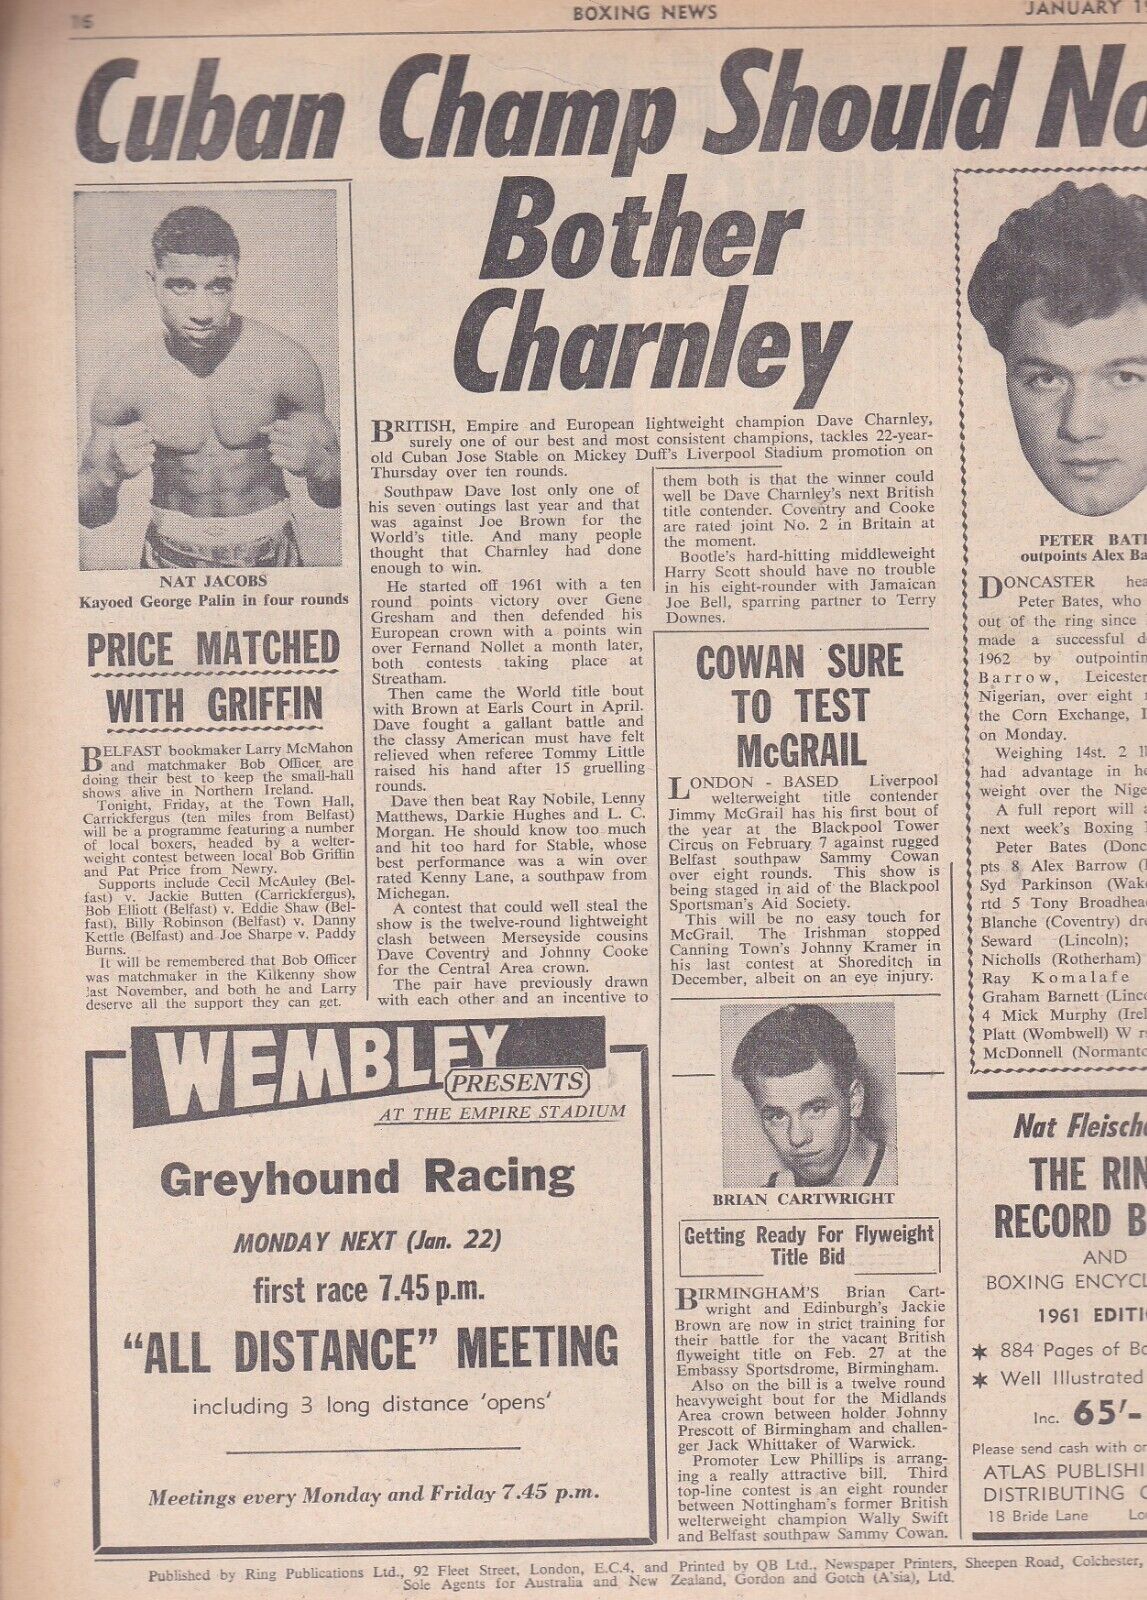 16
BOXING NEWS
JANUARY 19
Cuban Champ Should No
Bother
Charnley
NAT JACOBS
Kayoed George Palin in four rounds
PRICE MATCHED
WITH GRIFFIN
BELFAST bookmaker Larry McMahon
and matchmaker Bob Officer are
doing their best to keep the small-hall
shows alive in Northern Ireland.
Tonight, Friday, at the Town Hall,
Carrickfergus (ten miles from Belfast)
will be a programme featuring a number
of local boxers, headed by a welter-
weight contest between local Bob Griffin
and Pat Price from Newry.
Supports include Cecil McAuley (Bel-
fast) v. Jackie Butten (Carrickfergus),
Bob Elliott (Belfast) v. Eddie Shaw (Bel-
fast), Billy Robinson (Belfast) v. Danny
Kettle (Belfast) and Joe Sharpe v. Paddy
Burns.
It will be remembered that Bob Officer
was matchmaker in the Kilkenny show
last November, and both he and Larry
deserve all the support they can get.
BRITISH, Empire and European lightweight champion Dave Charnley,
surely one of our best and most consistent champions, tackles 22-year-
old Cuban Jose Stable on Mickey Duff's Liverpool Stadium promotion on
Thursday over ten rounds.
Southpaw Dave lost only one of
his seven outings last year and that
was against Joe Brown for the
World's title. And many people
thought that Charnley had done
enough to win.
He started off 1961 with a ten
round points victory over Gene
Gresham and then defended his
European crown with a points win
over Fernand Nollet a month later,
both contests taking place at
Streatham.
Then came the World title bout
with Brown at Earls Court in April.
Dave fought a gallant battle and
the classy American must have felt
relieved when referee Tommy Little
raised his hand after 15 gruelling
rounds.
Dave then beat Ray Nobile, Lenny
Matthews, Darkie Hughes and L. C.
Morgan. He should know too much
and hit too hard for Stable, whose
best performance was a win over
rated Kenny Lane, a southpaw from
Michegan.
A contest that could well steal the
show is the twelve-round lightweight
clash between Merseyside cousins
Dave Coventry and Johnny Cooke
for the Central Area crown.
The pair have previously drawn
with each other and an incentive to
them both is that the winner could
well be Dave Charnley's next British
title contender. Coventry and Cooke
are rated joint No. 2 in Britain at
the moment.
Bootle's hard-hitting middleweight
Harry Scott should have no trouble
in his eight-rounder with Jamaican
Joe Bell, sparring partner to Terry
Downes.
COWAN SURE
TO TEST
McGRAIL
LONDON - BASED Liverpool
welterweight title contender
Jimmy McGrail has his first bout of
the year at the Blackpool Tower
Circus on February 7 against rugged
Belfast southpaw Sammy Cowan
over eight rounds. This show is
being staged in aid of the Blackpool
Sportsman's Aid Society.
This will be no easy touch for
McGrail. The Irishman stopped
Canning Town's Johnny Kramer in
his last contest at Shoreditch in
December, albeit on an eye injury.
BRIAN CARTWRIGHT
Getting Ready For Flyweight
Title Bid
BIRMINGHAM'S Brian Cart-
wright and Edinburgh's Jackie
Brown are now in strict training for
their battle for the vacant British
flyweight title on Feb. 27 at the
Embassy Sportsdrome, Birmingham.
Also on the bill is a twelve round
heavyweight bout for the Midlands
Area crown between holder Johnny
Prescott of Birmingham and challen-
ger Jack Whittaker of Warwick.
Promoter Lew Phillips is arrang-
ing a really attractive bill. Third
top-line contest is an eight rounder
between Nottingham's former British
welterweight champion Wally Swift
and Belfast southpaw Sammy Cowan.
PETER BAT
outpoints Alex Ba
DONCASTER hea
Peter Bates, who
out of the ring since
made a successful d
1962 by outpointin
Barrow, Leicester
Nigerian, over eight
the Corn Exchange,
on Monday.
Weighing 14st. 2
had advantage in he
weight over the Nige
A full report will a
next week's Boxing
Peter Bates (Donc
pts 8 Alex Barrow (
Syd Parkinson (Wak
rtd 5 Tony Broadhea
Blanche (Coventry) dr
Seward (Lincoln);
Nicholls (Rotherham)
Ray Komalafe
Graham Barnett (Linc
4 Mick Murphy (Irel
Platt (Wombwell) W r
McDonnell (Normanto
WEMBLEY
PRESENTS
AT THE EMPIRE STADIUM
Greyhound Racing
MONDAY NEXT (Jan. 22)
first race 7.45 p.m.
"ALL DISTANCE" MEETING
including 3 long distance 'opens'
Meetings every Monday and Friday 7.45 p.m.
Nat Fleische
THE RIN
RECORD B
AND
BOXING ENCYCL
1961 EDITI
* 884 Pages of Bo
* Well Illustrated
Inc. 65'-
Please send cash with or
ATLAS PUBLISHI
DISTRIBUTING C
18 Bride Lane Lo
Published by Ring Publications Ltd., 92 Fleet Street, London, E.C.4, and Printed by QB Ltd., Newspaper Printers, Sheepen Road, Colchester,
Sole Agents for Australia and New Zealand, Gordon and Gotch (A'sia), Ltd.